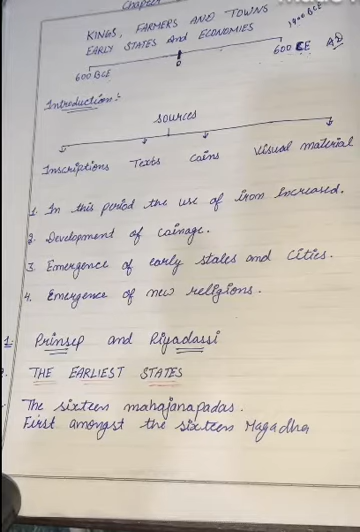 Chapter
KINGS, FARMERS AND TOWNS
EARLY STATES AND ECONOMIES
1900 BCE
600 BCE
0
600 CE
AD
Introduction:-
sources
Inscriptions Texts Coins Visual material
1. In this period the use of iron increased.
2. Development of coinage.
3. Emergence of early states and cities.
4. Emergence of new religions.
1. Prinsep and Piyadassi
2. THE EARLIEST STATES
The sixteen mahajanapadas.
First amongst the sixteen Magadha